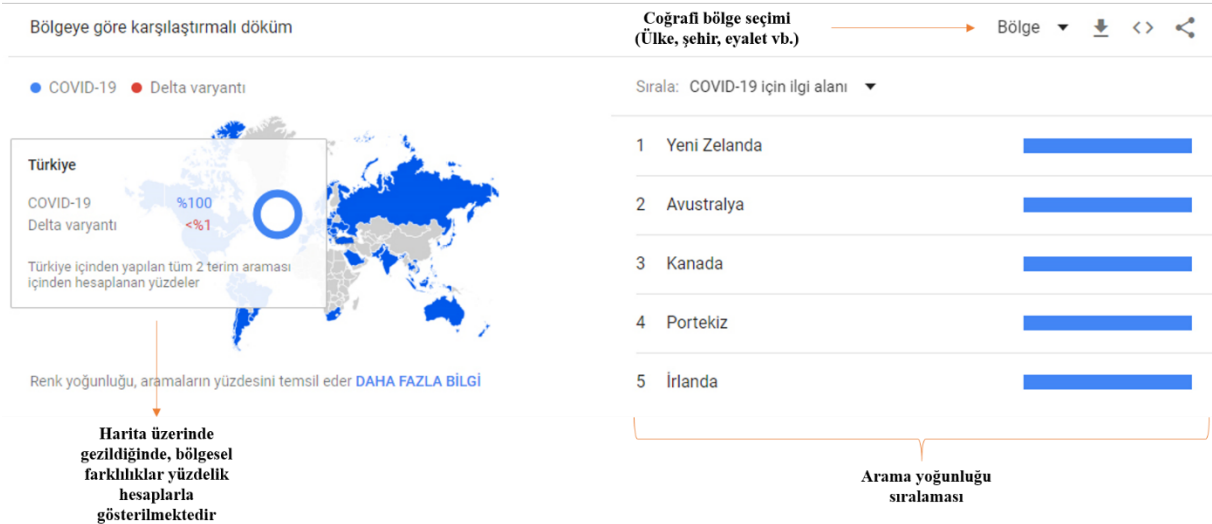 Bölgeye göre karşılaştırmalı döküm
COVID-19 Delta varyantı
Türkiye
COVID-19 %100
Delta varyantı <%1
Türkiye içinden yapılan tüm 2 terim araması
içinden hesaplanan yüzdeler
Renk yoğunluğu, aramaların yüzdesini temsil eder DAHA FAZLA BİLGİ
Harita üzerinde
gezildiğinde, bölgesel
farklılıklar yüzdelik
hesaplarla
gösterilmektedir
Coğrafi bölge seçimi
(Ülke, şehir, eyalet vb.)
Bölge
Sırala: COVID-19 için ilgi alanı
1 Yeni Zelanda
2 Avustralya
3 Kanada
4 Portekiz
5 İrlanda
Arama yoğunluğu
sıralaması